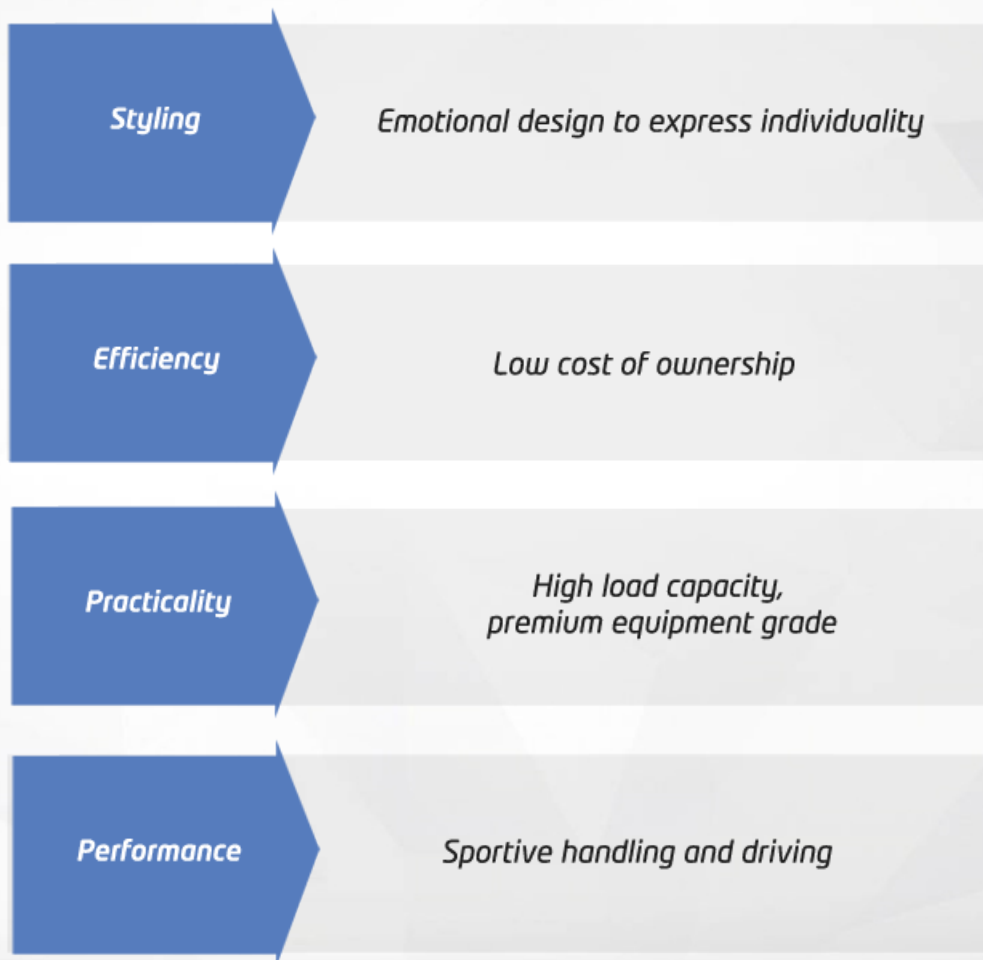 Styling
Emotional design to express individuality
Efficiency
Low cost of ownership
Practicality
High load capacity,
premium equipment grade
Performance
Sportive handling and driving